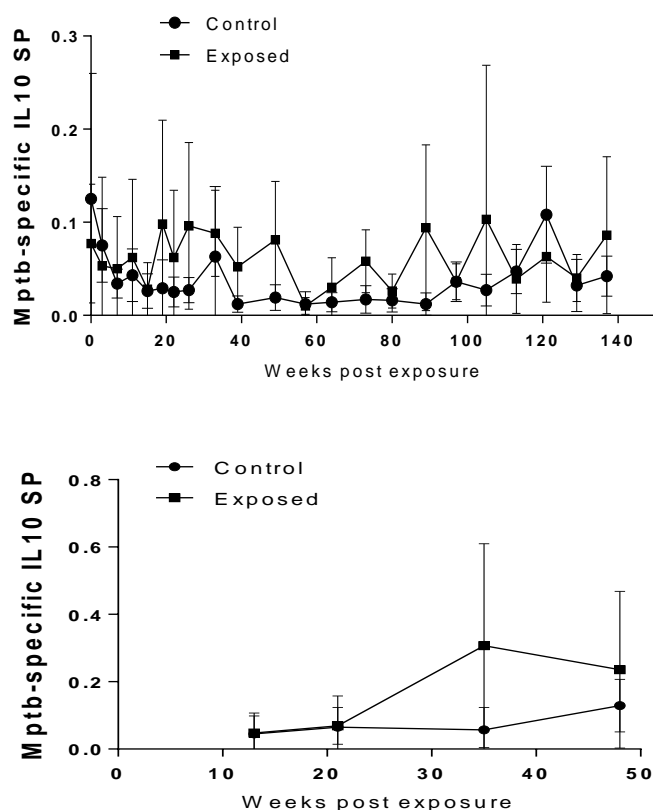 Control
Exposed
Mptb-specific IL10 SP
0.3
0.2
0.1
0.0
0 20 40 60 80 100 120 140
Weeks post exposure
Control
Exposed
Mptb-specific IL10 SP
0.8
0.6
0.4
0.2
0.0
0 10 20 30 40 50
Weeks post exposure